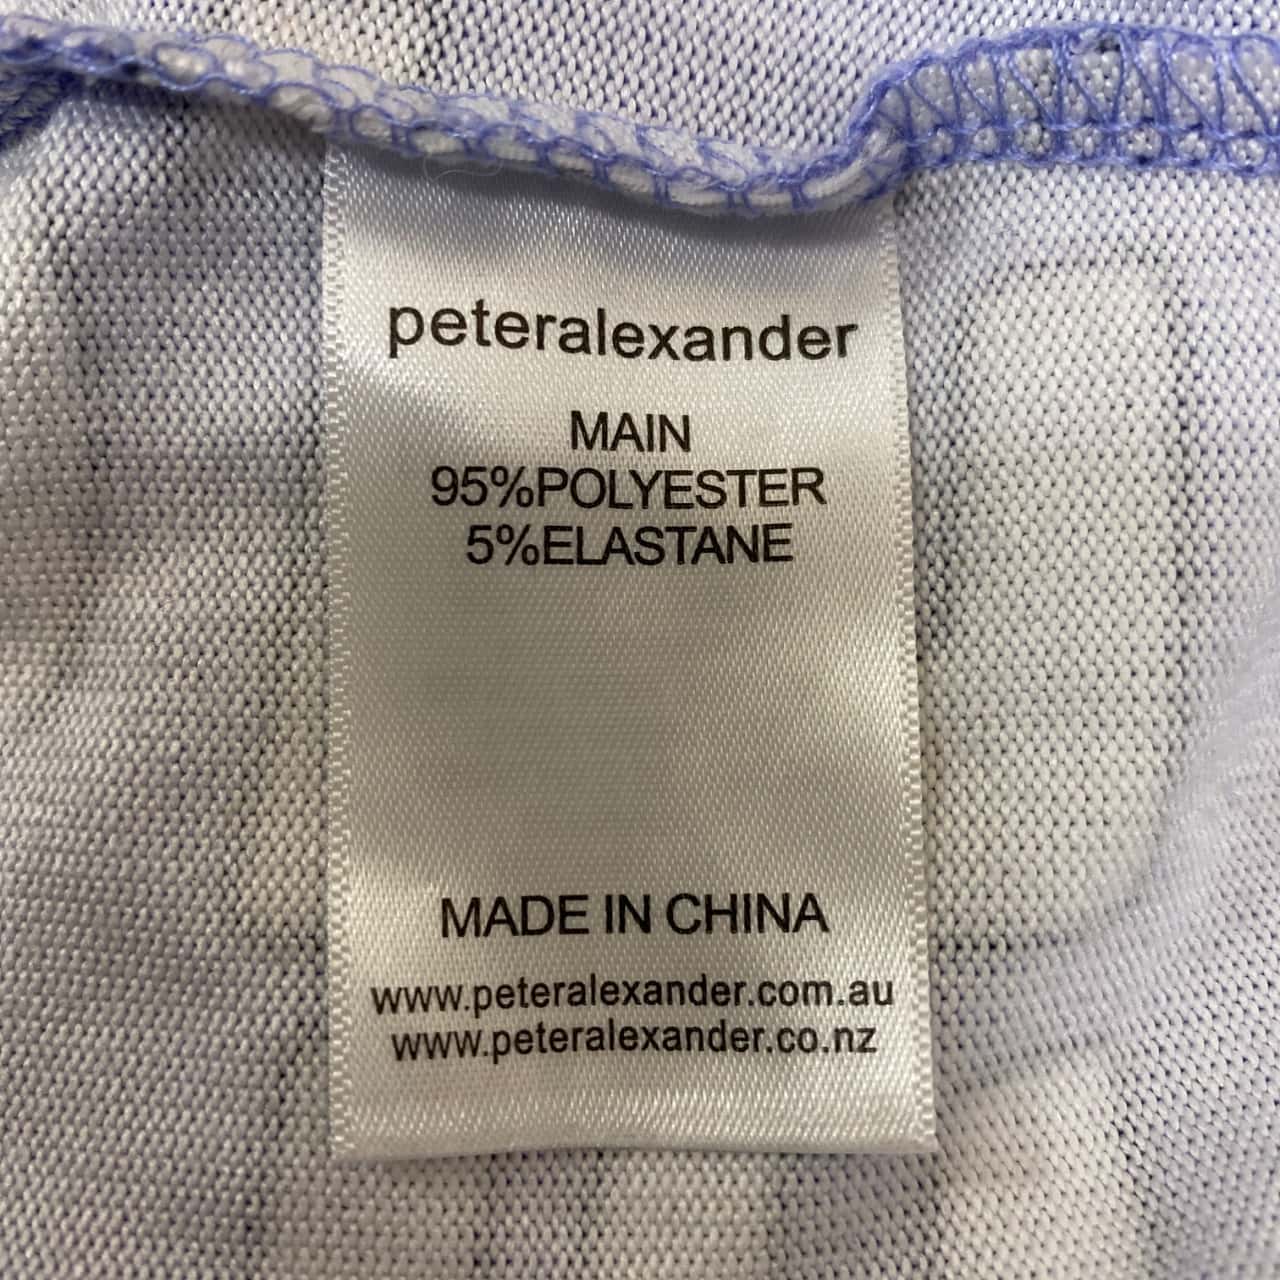 peteralexander
MAIN
95%POLYESTER
5%ELASTANE
MADE IN CHINA
www.peteralexander.com.au
www.peteralexander.co.nz